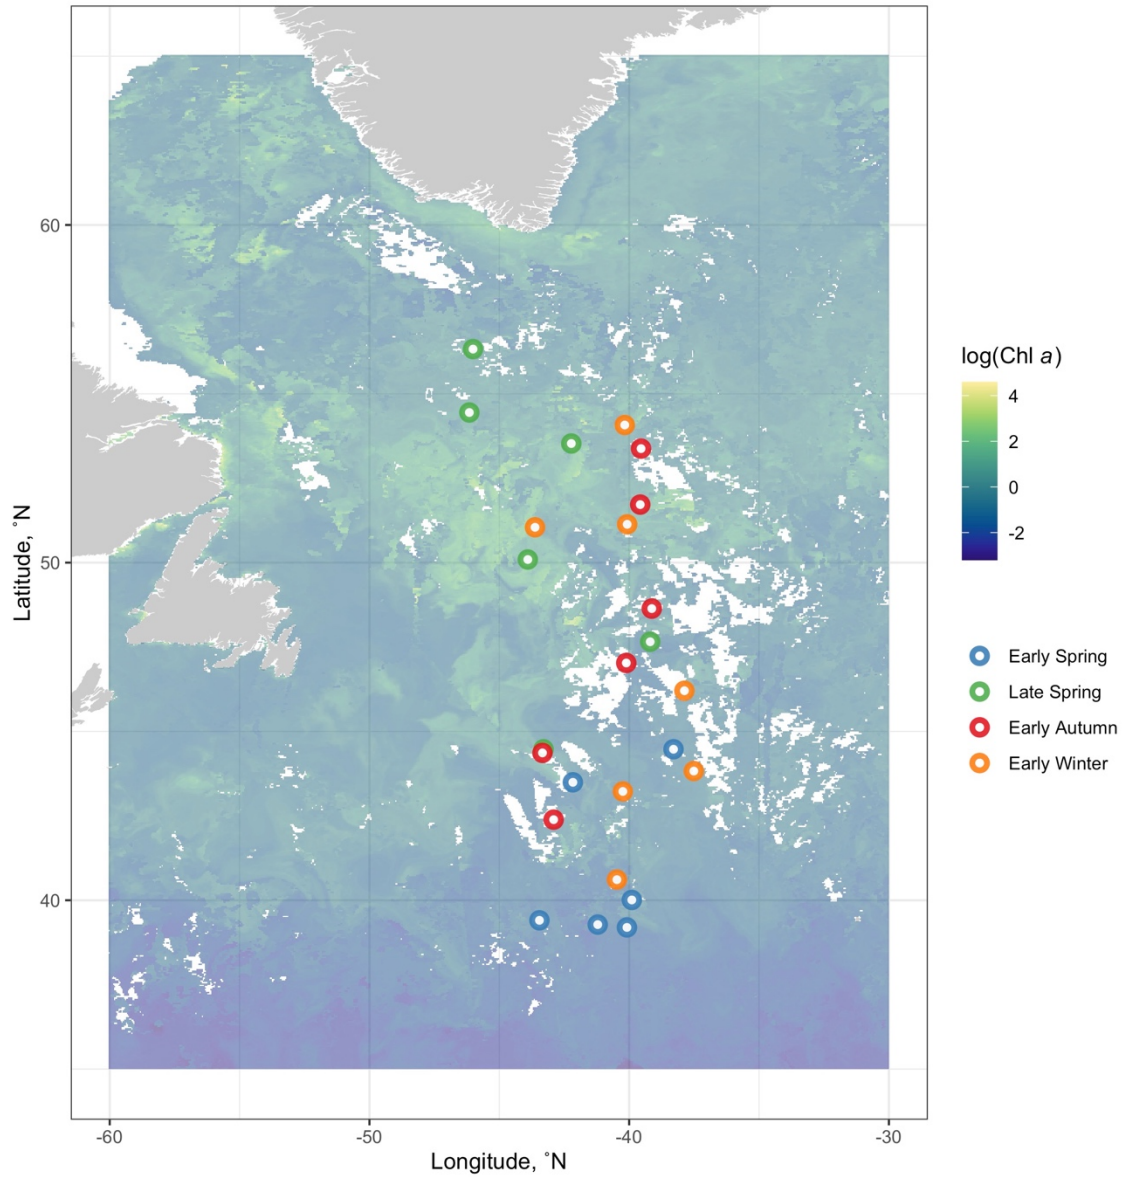 60
50
40
Latitude, ˚N
-60
-50
-40
-30
Longitude, ˚N
log(Chl a)
4
2
0
-2
Early Spring
Late Spring
Early Autumn
Early Winter